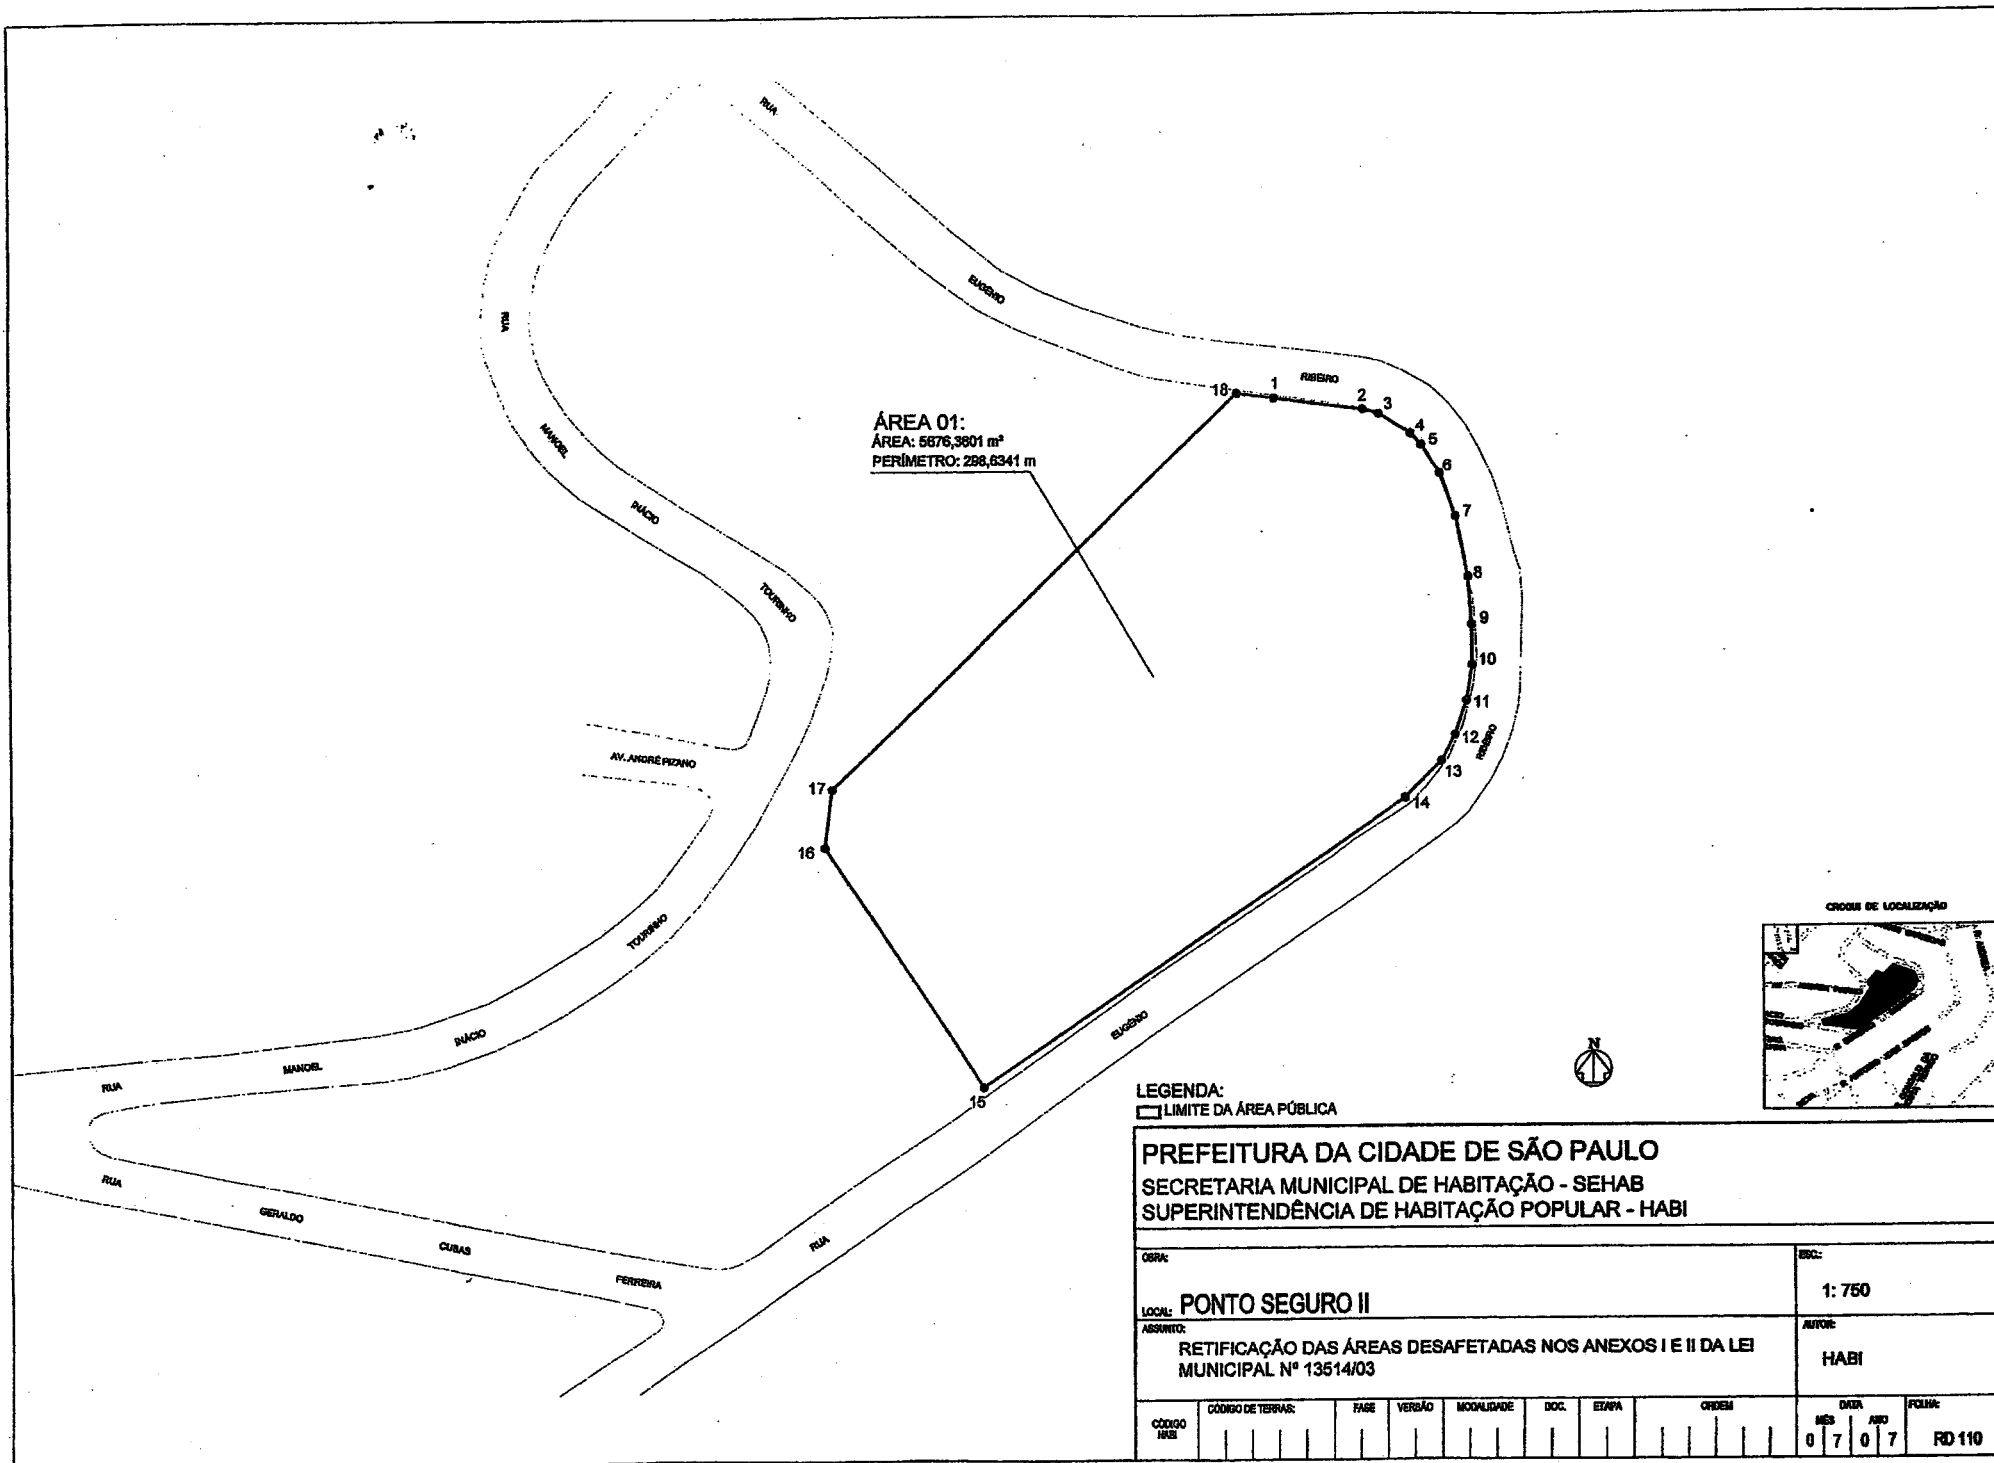 RUA
EUGÊNIO
RIBEIRO
RUA
MANOEL
INÁCIO
TOURINHO
AV. ANDRÉ PIZANO
TOURINHO
INÁCIO
MANOEL
RUA
RUA
GERALDO
CUBAS
FERREIRA
RUA
EUGÊNIO
RIBEIRO
18
1
2
3
4
5
6
7
8
9
10
11
12
13
14
15
16
17
ÁREA 01:
ÁREA: 5676,3601 m²
PERÍMETRO: 298,6341 m
CROQUI DE LOCALIZAÇÃO
N
LEGENDA:
LIMITE DA ÁREA PÚBLICA
PREFEITURA DA CIDADE DE SÃO PAULO
SECRETARIA MUNICIPAL DE HABITAÇÃO - SEHAB
SUPERINTENDÊNCIA DE HABITAÇÃO POPULAR - HABI
OBRA:
LOCAL: PONTO SEGURO II
ESC.:
1: 750
ASSUNTO:
RETIFICAÇÃO DAS ÁREAS DESAFETADAS NOS ANEXOS I E II DA LEI
MUNICIPAL Nº 13514/03
AUTOR:
HABI
CÓDIGO
HABI
CÓDIGO DE TERRAS:
FASE
VERSÃO
MODALIDADE
DOC.
ETAPA
ORDEM
DATA
MÊS ANO
0 7 0 7
FOLHA:
RD 110